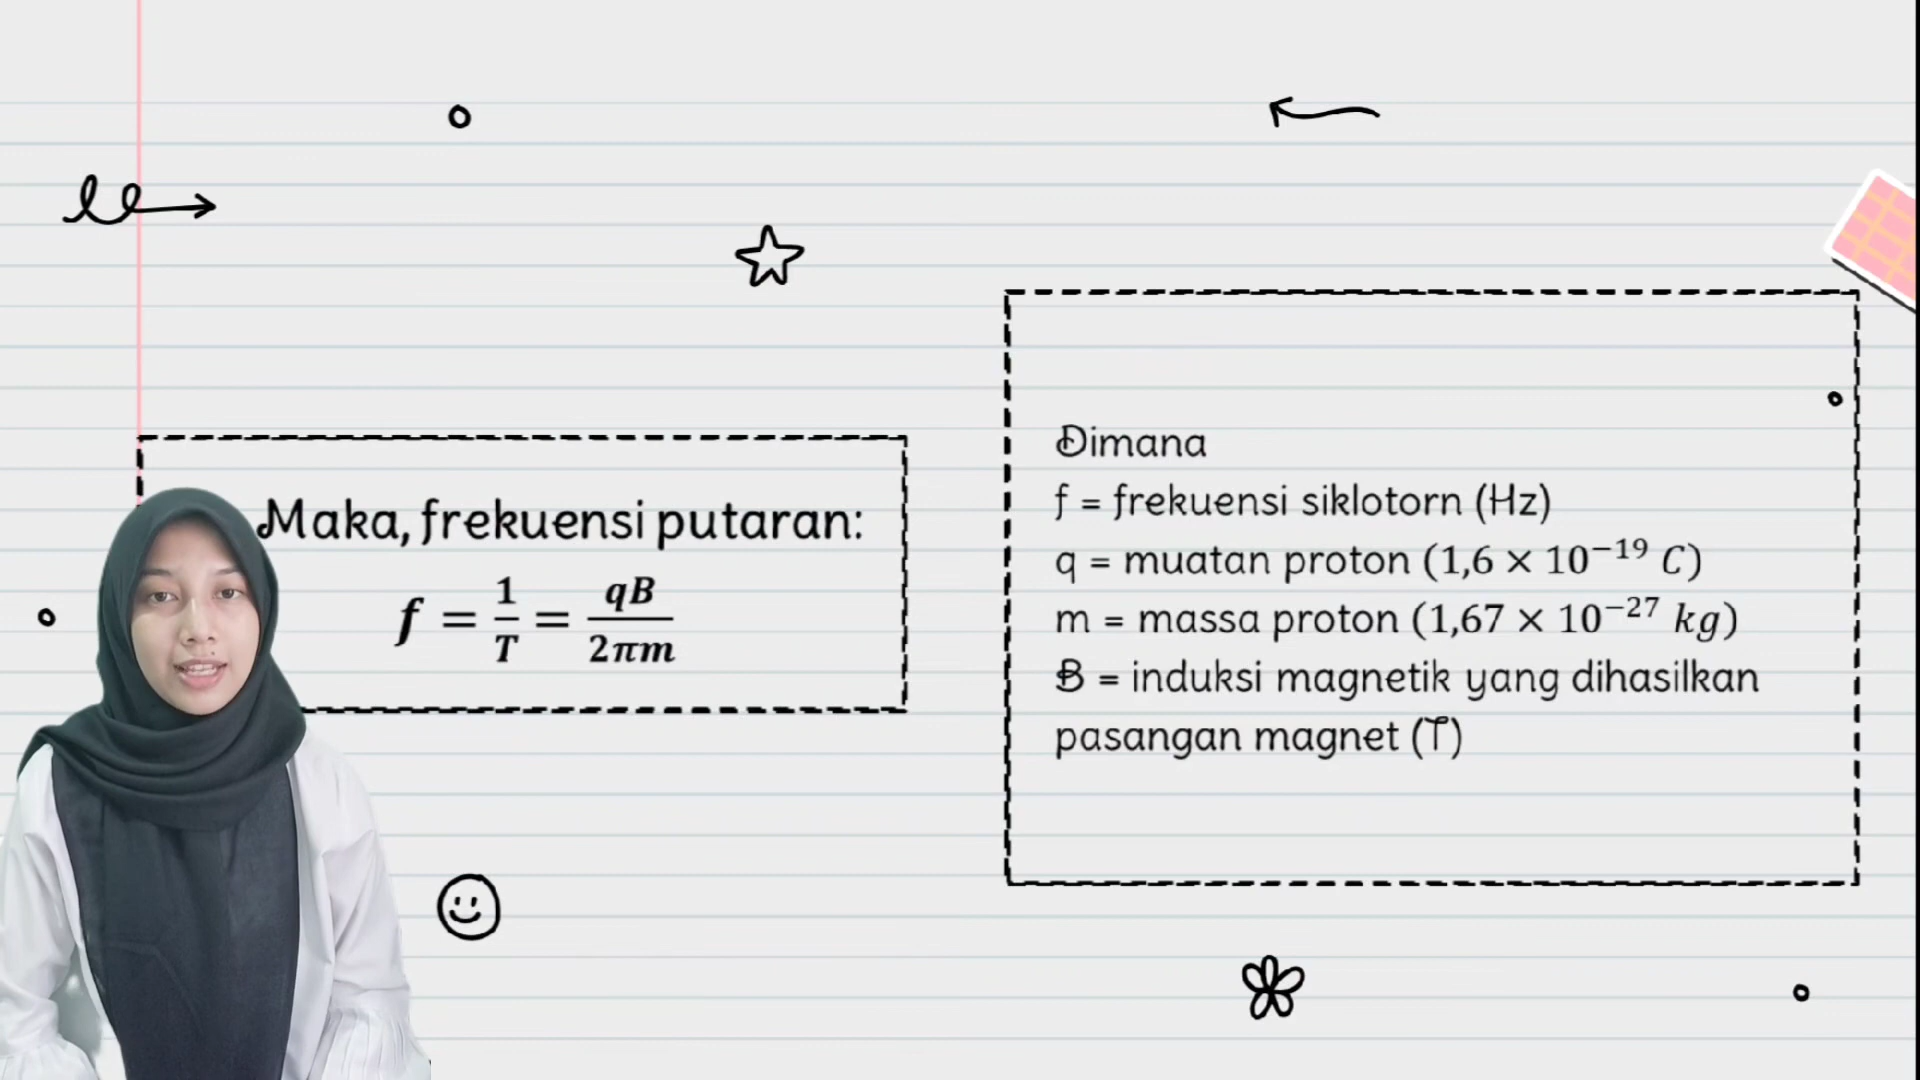 Maka, frekuensi putaran:
f = 1/T = qB/2πm
Dimana
f = frekuensi siklotorn (Hz)
q = muatan proton (1,6 × 10⁻¹⁹ C)
m = massa proton (1,67 × 10⁻²⁷ kg)
B = induksi magnetik yang dihasilkan
pasangan magnet (T)